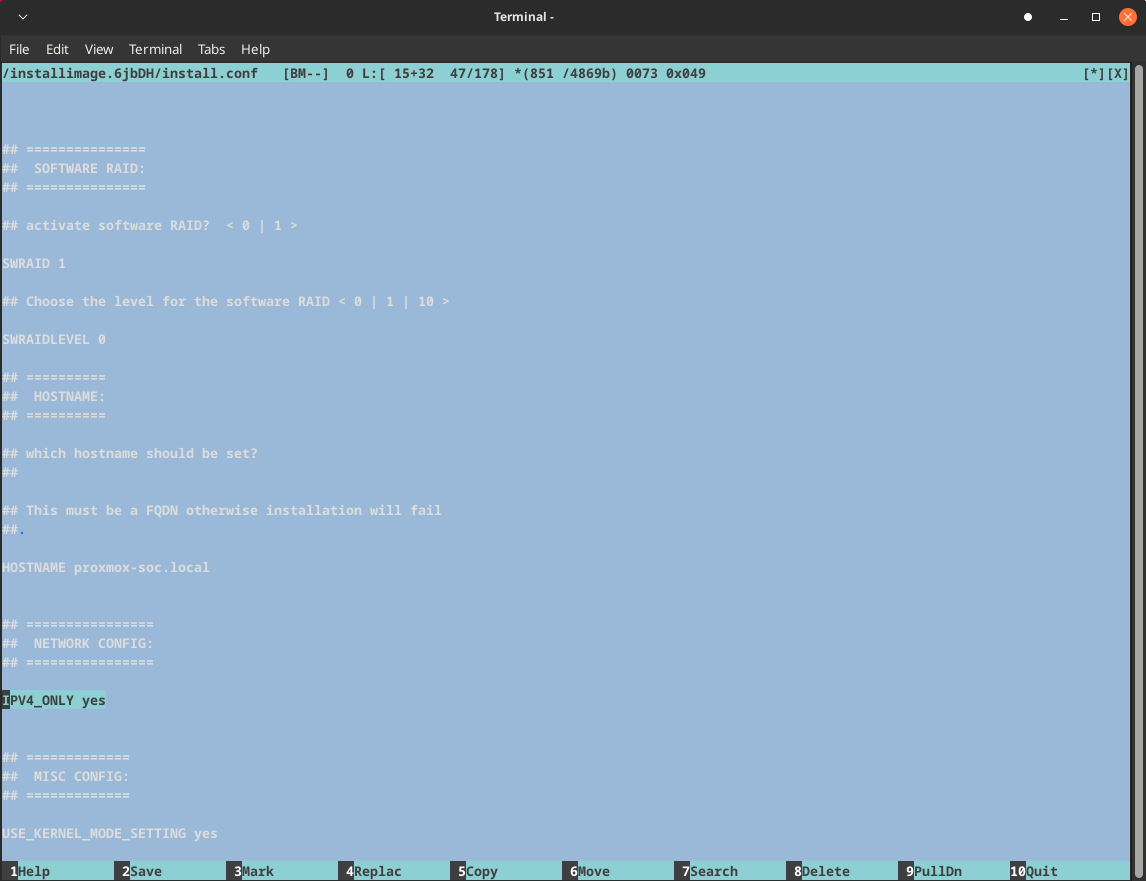 Terminal -
File Edit View Terminal Tabs Help
/installimage.6jbDH/install.conf [BM--] 0 L:[ 15+32 47/178] *(851 /4869b) 0073 0x049 [*][X]
## ===============
## SOFTWARE RAID:
## ===============
## activate software RAID? < 0 | 1 >
SWRAID 1
## Choose the level for the software RAID < 0 | 1 | 10 >
SWRAIDLEVEL 0
## ==========
## HOSTNAME:
## ==========
## which hostname should be set?
##
## This must be a FQDN otherwise installation will fail
##.
HOSTNAME proxmox-soc.local
## ================
## NETWORK CONFIG:
## ================
IPV4_ONLY yes
## =============
## MISC CONFIG:
## =============
USE_KERNEL_MODE_SETTING yes
1Help 2Save 3Mark 4Replac 5Copy 6Move 7Search 8Delete 9PullDn 10Quit